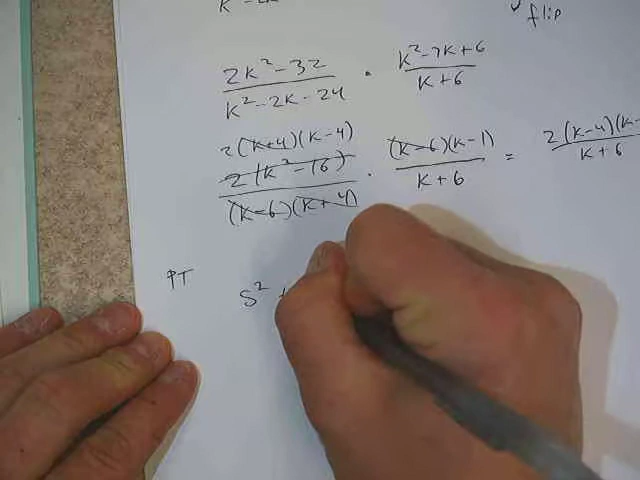 flip
2k² - 32 / k² - 2k - 24 · k² - 7k + 6 / k + 6
2(k+4)(k-4)
2(k² - 16) / (k-6)(k+4) · (k-6)(k-1) / k + 6 = 2(k-4)(k- / k + 6
PT s² +